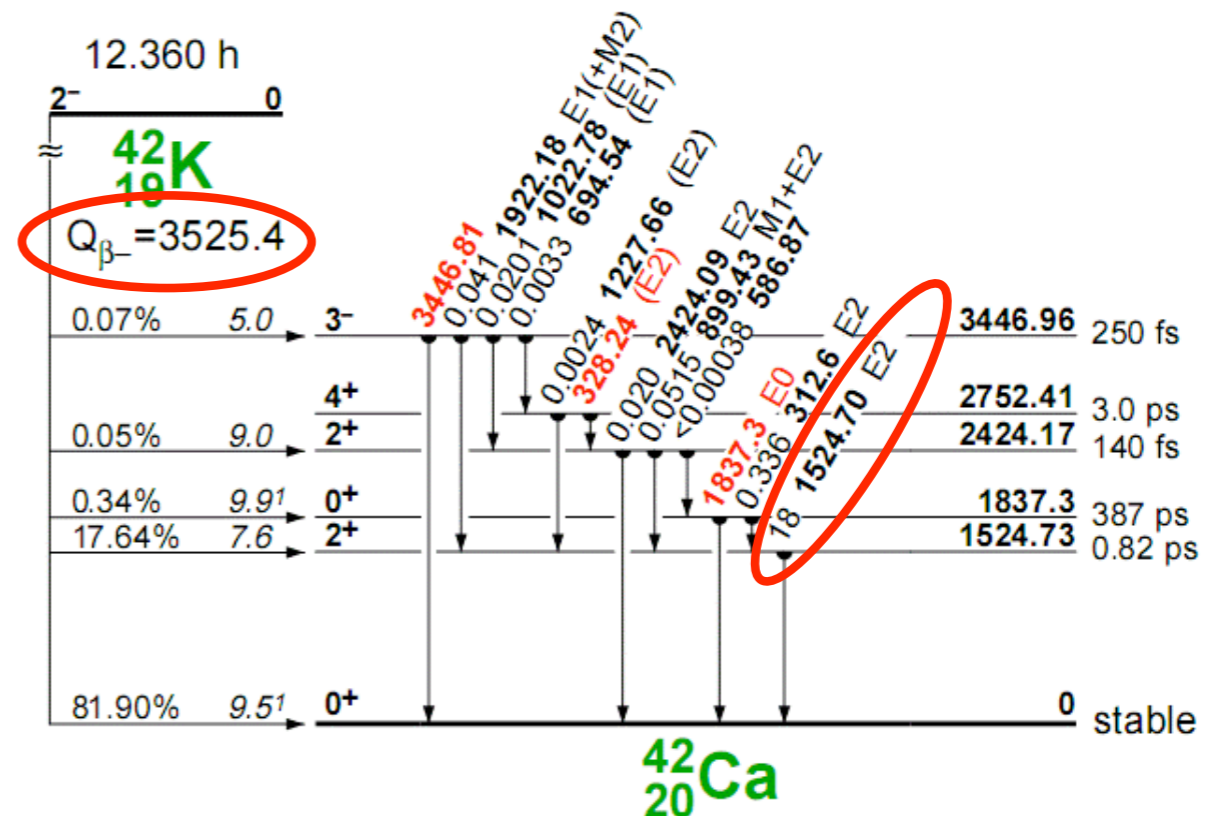 12.360 h
2⁻ 0
≈
⁴²₁₉K
Qβ₋=3525.4
3446.81
0.041 1922.18 E1(+M2)
0.0201 1022.78 (E1)
0.0033 694.54 (E1)
0.0024 1227.66 (E2)
328.24 (E2)
0.020 2424.09 E2
0.0515 899.43 M1+E2
<0.00038 586.87
1837.3 E0
0.336 312.6 E2
18 1524.70 E2
0.07% 5.0 3⁻ 3446.96 250 fs
4⁺ 2752.41 3.0 ps
0.05% 9.0 2⁺ 2424.17 140 fs
0.34% 9.9¹ 0⁺ 1837.3 387 ps
17.64% 7.6 2⁺ 1524.73 0.82 ps
81.90% 9.5¹ 0⁺ 0 stable
⁴²₂₀Ca